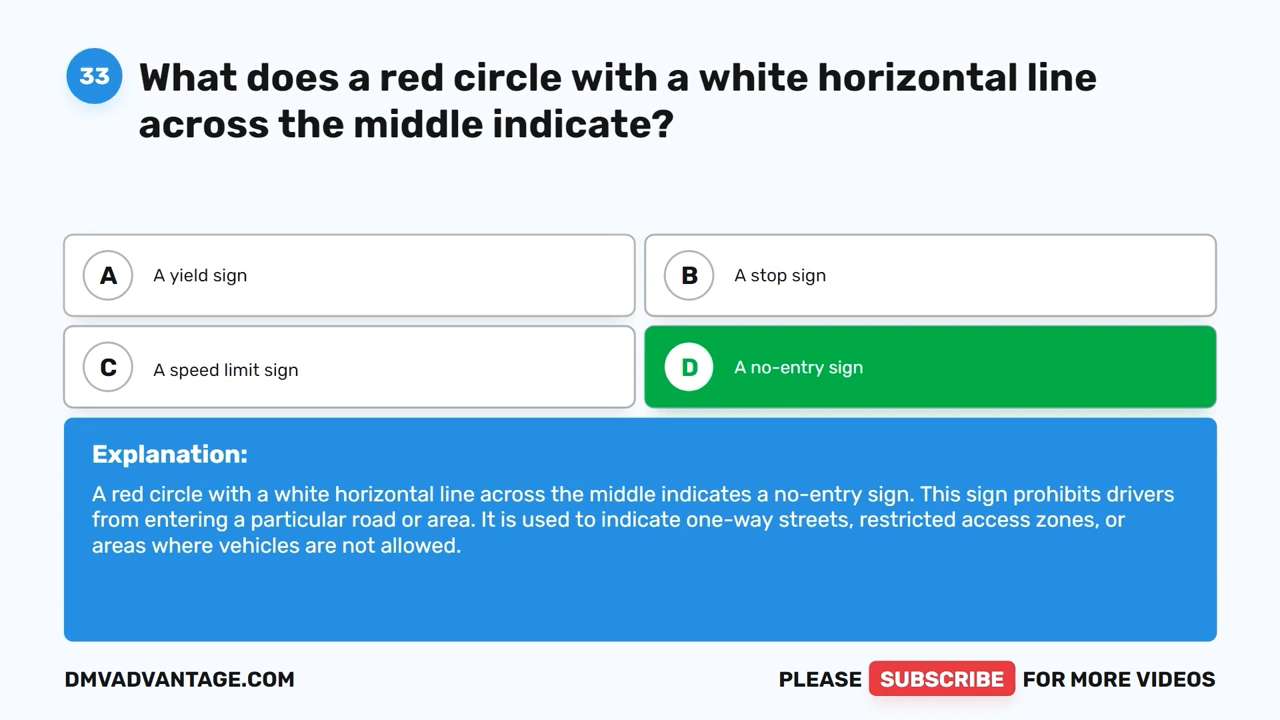 33
What does a red circle with a white horizontal line
across the middle indicate?
A A yield sign
B A stop sign
C A speed limit sign
D A no-entry sign
Explanation:
A red circle with a white horizontal line across the middle indicates a no-entry sign. This sign prohibits drivers
from entering a particular road or area. It is used to indicate one-way streets, restricted access zones, or
areas where vehicles are not allowed.
DMVADVANTAGE.COM
PLEASE SUBSCRIBE FOR MORE VIDEOS